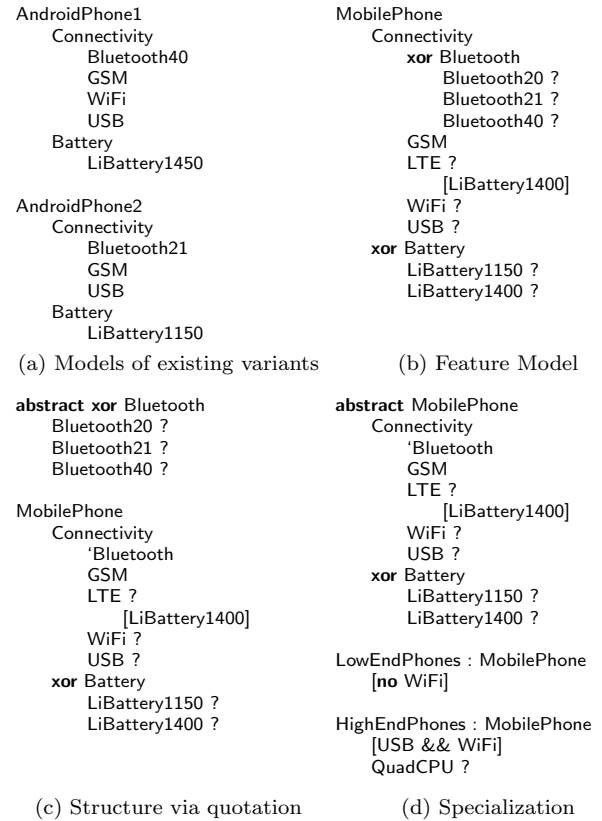 AndroidPhone1
Connectivity
Bluetooth40
GSM
WiFi
USB
Battery
LiBattery1450
AndroidPhone2
Connectivity
Bluetooth21
GSM
USB
Battery
LiBattery1150
(a) Models of existing variants
MobilePhone
Connectivity
xor Bluetooth
Bluetooth20 ?
Bluetooth21 ?
Bluetooth40 ?
GSM
LTE ?
[LiBattery1400]
WiFi ?
USB ?
xor Battery
LiBattery1150 ?
LiBattery1400 ?
(b) Feature Model
abstract xor Bluetooth
Bluetooth20 ?
Bluetooth21 ?
Bluetooth40 ?
MobilePhone
Connectivity
‘Bluetooth
GSM
LTE ?
[LiBattery1400]
WiFi ?
USB ?
xor Battery
LiBattery1150 ?
LiBattery1400 ?
(c) Structure via quotation
abstract MobilePhone
Connectivity
‘Bluetooth
GSM
LTE ?
[LiBattery1400]
WiFi ?
USB ?
xor Battery
LiBattery1150 ?
LiBattery1400 ?
LowEndPhones : MobilePhone
[no WiFi]
HighEndPhones : MobilePhone
[USB && WiFi]
QuadCPU ?
(d) Specialization